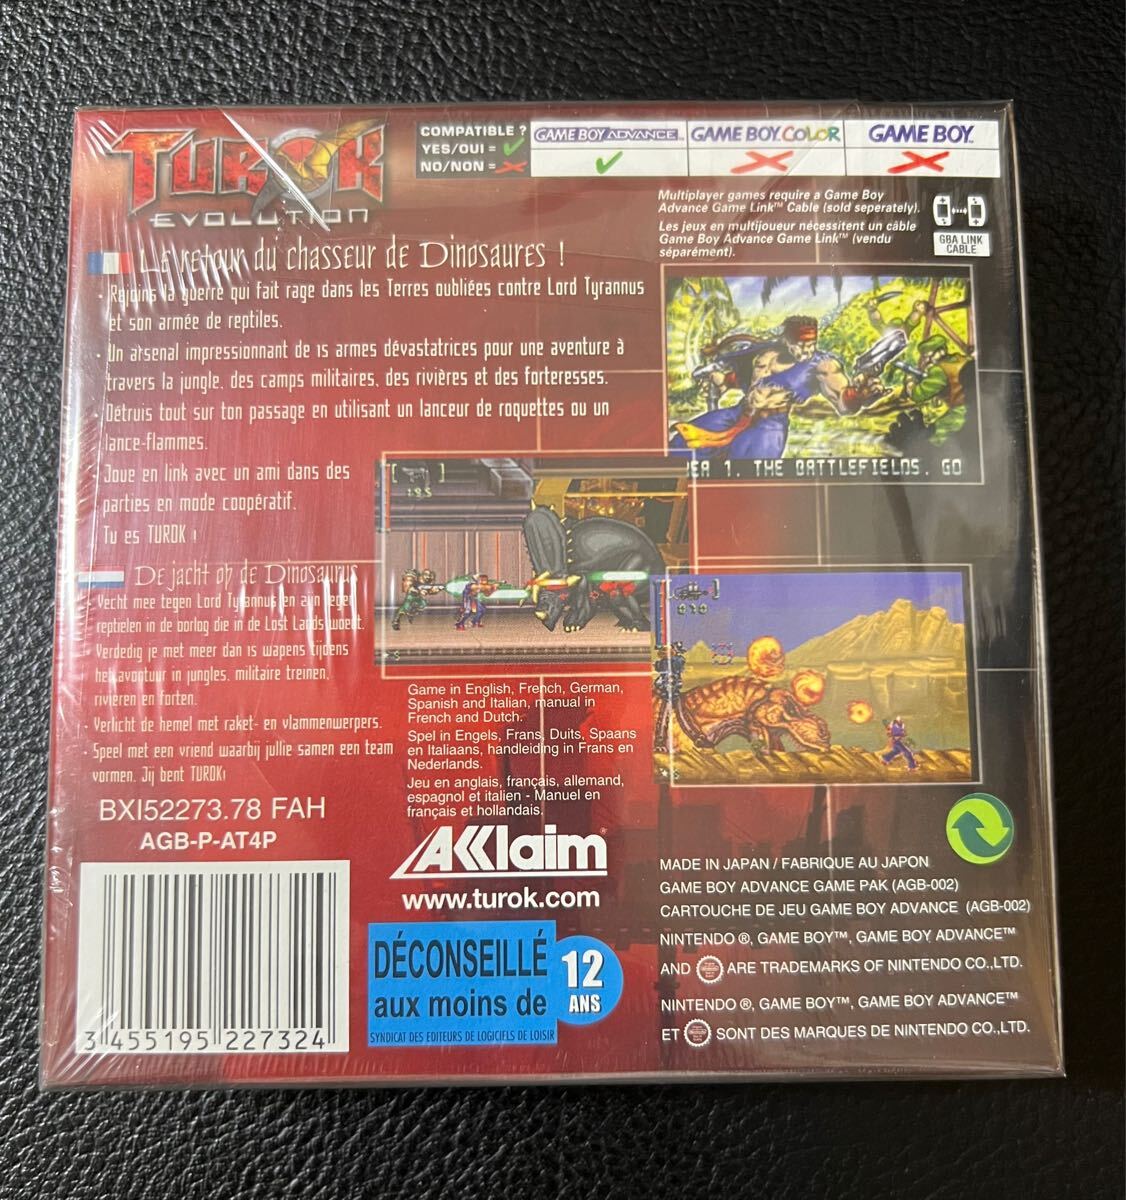 TUROK
EVOLUTION
COMPATIBLE ?
YES/OUI =
NO/NON =
GAME BOY ADVANCE™
GAME BOY COLOR
GAME BOY™
Multiplayer games require a Game Boy
Advance Game Link™ Cable (sold seperately).
Les jeux en multijoueur nécessitent un câble
Game Boy Advance Game Link™ (vendu
séparément).
GBA LINK
CABLE
Le retour du chasseur de Dinosaures !
· Rejoins la guerre qui fait rage dans les Terres oubliées contre Lord Tyrannus
et son armée de reptiles.
· Un arsenal impressionnant de 15 armes dévastatrices pour une aventure à
travers la jungle, des camps militaires, des rivières et des forteresses.
· Détruis tout sur ton passage en utilisant un lanceur de roquettes ou un
lance-flammes.
Joue en link avec un ami dans des
parties en mode coopératif.
Tu es TUROK !
ER 1. THE BATTLEFIELDS. GO
195
De jacht op de Dinosaurus
· Vecht mee tegen Lord Tyrannus en zijn leger
reptielen in de oorlog die in de Lost Lands woedt.
· Verdedig je met meer dan 15 wapens tijdens
het avontuur in jungles, militaire treinen,
rivieren en forten.
· Verlicht de hemel met raket- en vlammenwerpers.
· Speel met een vriend waarbij jullie samen een team
vormen. Jij bent TUROK!
Game in English, French, German,
Spanish and Italian, manual in
French and Dutch.
Spel in Engels, Frans, Duits, Spaans
en Italiaans, handleiding in Frans en
Nederlands.
Jeu en anglais, français, allemand,
espagnol et italien - Manuel en
français et hollandais.
BXI52273.78 FAH
AGB-P-AT4P
AKKlaim
www.turok.com
DÉCONSEILLÉ
aux moins de
12
ANS
SYNDICAT DES EDITEURS DE LOGICIELS DE LOISIR
3 455195 227324
MADE IN JAPAN / FABRIQUE AU JAPON
GAME BOY ADVANCE GAME PAK (AGB-002)
CARTOUCHE DE JEU GAME BOY ADVANCE (AGB-002)
NINTENDO ®, GAME BOY™, GAME BOY ADVANCE™
AND ARE TRADEMARKS OF NINTENDO CO.,LTD.
NINTENDO ®, GAME BOY™, GAME BOY ADVANCE™
ET SONT DES MARQUES DE NINTENDO CO.,LTD.